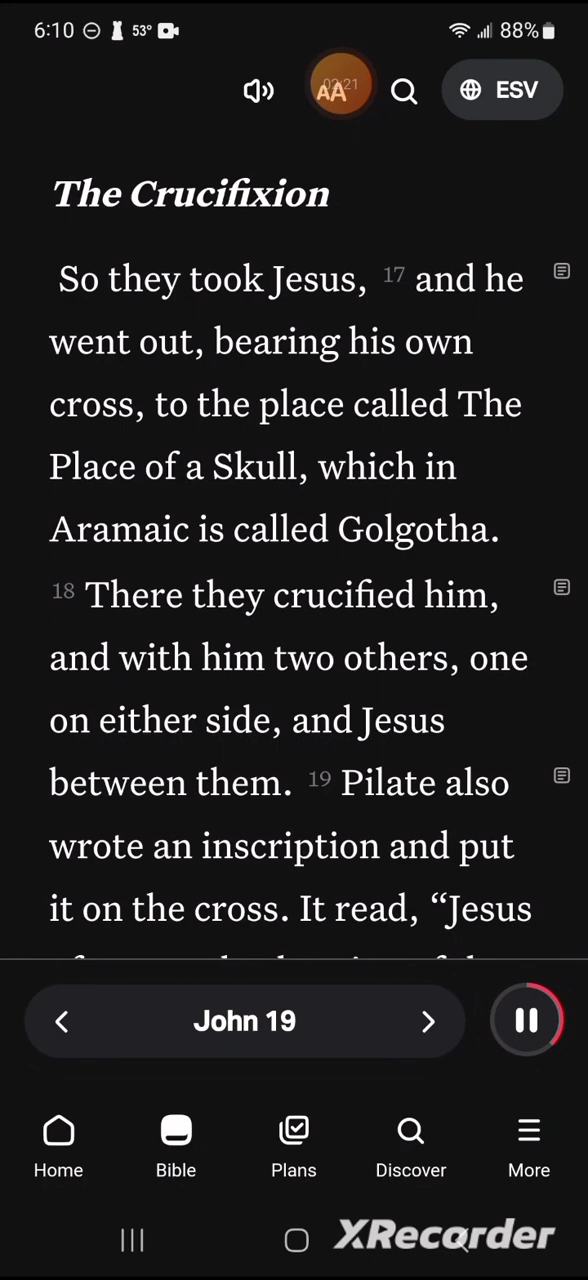 6:10 53° 88%
02:21
AA ESV
The Crucifixion
So they took Jesus, 17 and he
went out, bearing his own
cross, to the place called The
Place of a Skull, which in
Aramaic is called Golgotha.
18 There they crucified him,
and with him two others, one
on either side, and Jesus
between them. 19 Pilate also
wrote an inscription and put
it on the cross. It read, “Jesus
John 19
Home Bible Plans Discover More
XRecorder